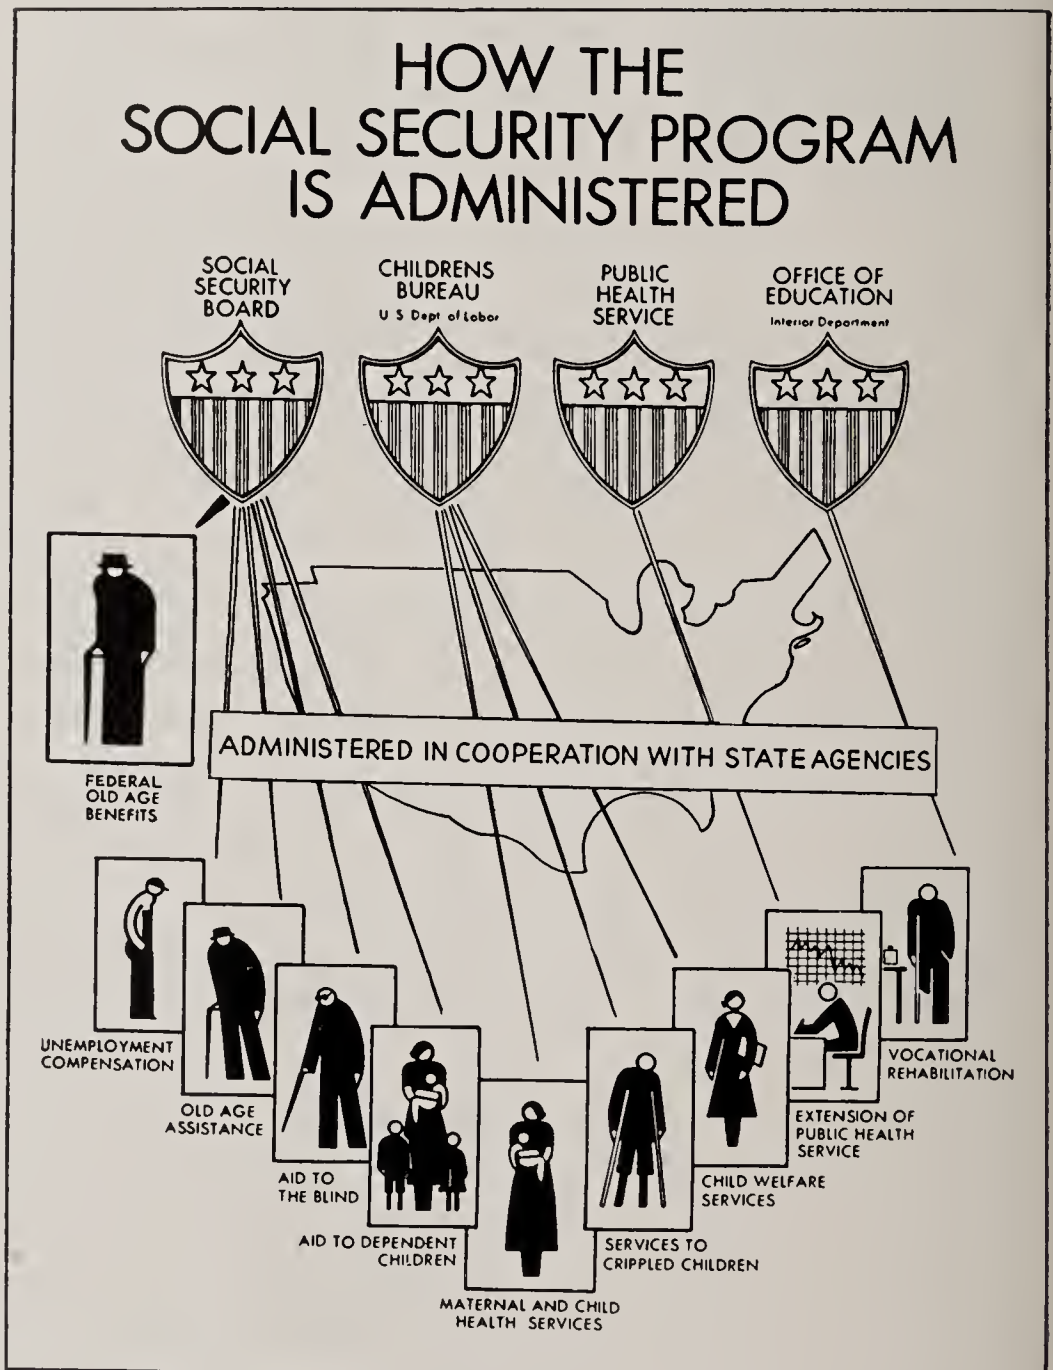 HOW THE
SOCIAL SECURITY PROGRAM
IS ADMINISTERED
SOCIAL
SECURITY
BOARD
CHILDRENS
BUREAU
U S Dept of Labor
PUBLIC
HEALTH
SERVICE
OFFICE OF
EDUCATION
Interior Department
ADMINISTERED IN COOPERATION WITH STATE AGENCIES
FEDERAL
OLD AGE
BENEFITS
UNEMPLOYMENT
COMPENSATION
OLD AGE
ASSISTANCE
AID TO
THE BLIND
AID TO DEPENDENT
CHILDREN
MATERNAL AND CHILD
HEALTH SERVICES
SERVICES TO
CRIPPLED CHILDREN
CHILD WELFARE
SERVICES
EXTENSION OF
PUBLIC HEALTH
SERVICE
VOCATIONAL
REHABILITATION